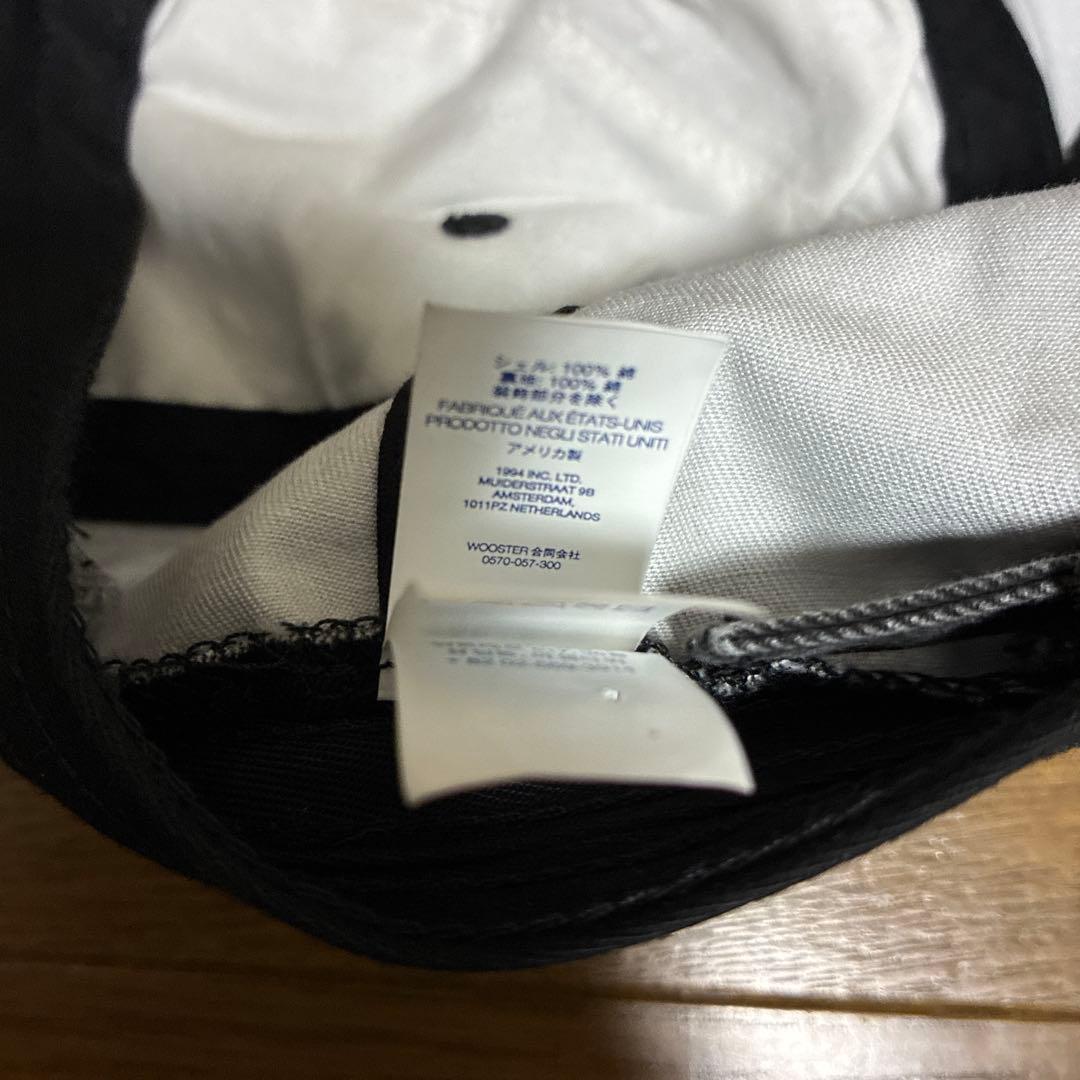 シェル: 100% 綿
裏地: 100% 綿
装飾部分を除く
FABRIQUÉ AUX ÉTATS-UNIS
PRODOTTO NEGLI STATI UNITI
アメリカ製
1994 INC. LTD.
MUIDERSTRAAT 9B
AMSTERDAM,
1011PZ NETHERLANDS
WOOSTER 合同会社
0570-057-300